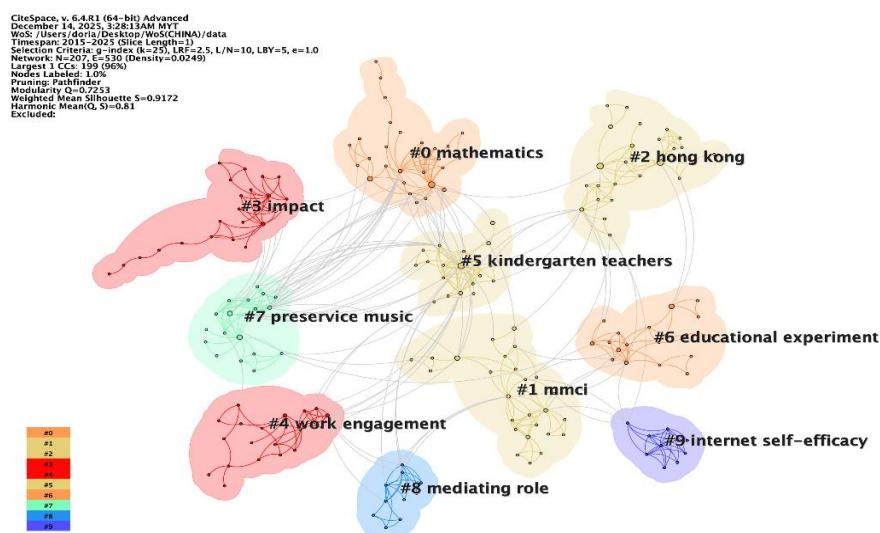 CiteSpace, v. 6.4.R1 (64-bit) Advanced
December 14, 2025, 3:28:13AM MYT
WoS: /Users/doria/Desktop/WoS(CHINA)/data
Timespan: 2015-2025 (Slice Length=1)
Selection Criteria: g-index (k=25), LRF=2.5, L/N=10, LBY=5, e=1.0
Network: N=207, E=530 (Density=0.0249)
Largest 1 CCs: 199 (96%)
Nodes Labeled: 1.0%
Pruning: Pathfinder
Modularity Q=0.7253
Weighted Mean Silhouette S=0.9172
Harmonic Mean(Q, S)=0.81
Excluded:
#0 mathematics
#2 hong kong
#3 impact
#5 kindergarten teachers
#7 preservice music
#6 educational experiment
#1 mmci
#4 work engagement
#9 internet self-efficacy
#8 mediating role
#0
#1
#2
#3
#4
#5
#6
#7
#8
#9